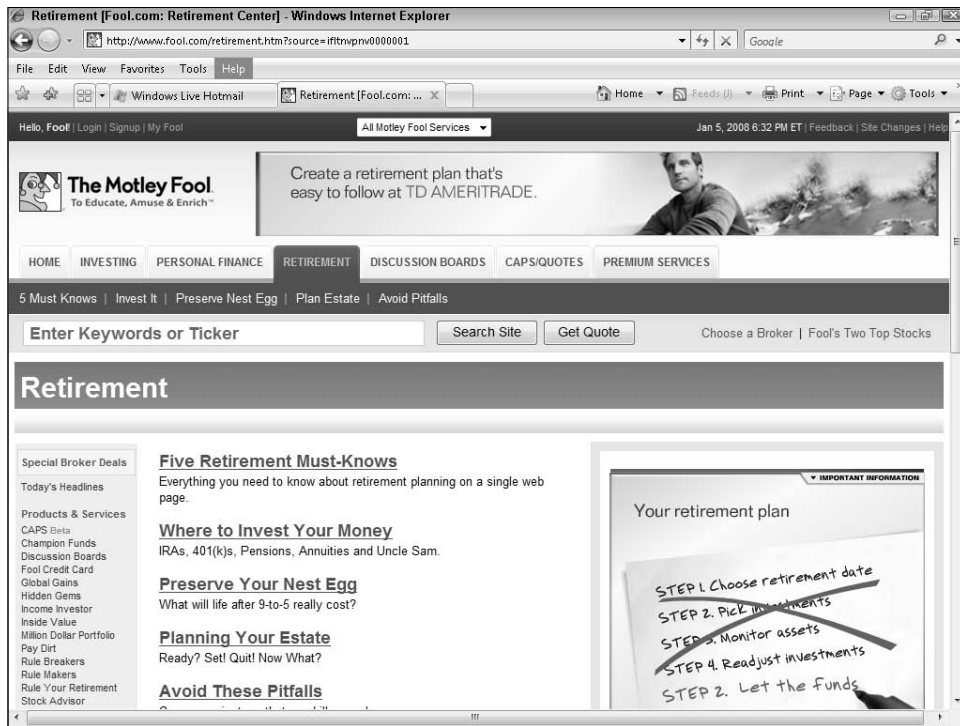 Retirement [Fool.com: Retirement Center] - Windows Internet Explorer
http://www.fool.com/retirement.htm?source=ifltnvpnv0000001
Google
File Edit View Favorites Tools Help
Windows Live Hotmail
Retirement [Fool.com: ...
Home
Feeds (J)
Print
Page
Tools
Hello, Fool! | Login | Signup | My Fool
All Motley Fool Services
Jan 5, 2008 6:32 PM ET | Feedback | Site Changes | Help
The Motley Fool
To Educate, Amuse & Enrich™
Create a retirement plan that's
easy to follow at TD AMERITRADE.
HOME INVESTING PERSONAL FINANCE RETIREMENT DISCUSSION BOARDS CAPS/QUOTES PREMIUM SERVICES
5 Must Knows | Invest It | Preserve Nest Egg | Plan Estate | Avoid Pitfalls
Enter Keywords or Ticker
Search Site
Get Quote
Choose a Broker | Fool's Two Top Stocks
Retirement
Special Broker Deals
Today's Headlines
Products & Services
CAPS Beta
Champion Funds
Discussion Boards
Fool Credit Card
Global Gains
Hidden Gems
Income Investor
Inside Value
Million Dollar Portfolio
Pay Dirt
Rule Breakers
Rule Makers
Rule Your Retirement
Stock Advisor
Five Retirement Must-Knows
Everything you need to know about retirement planning on a single web
page.
Where to Invest Your Money
IRAs, 401(k)s, Pensions, Annuities and Uncle Sam.
Preserve Your Nest Egg
What will life after 9-to-5 really cost?
Planning Your Estate
Ready? Set! Quit! Now What?
Avoid These Pitfalls
IMPORTANT INFORMATION
Your retirement plan
STEP 1. Choose retirement date
STEP 2. Pick investments
STEP 3. Monitor assets
STEP 4. Readjust investments
STEP 2. Let the funds